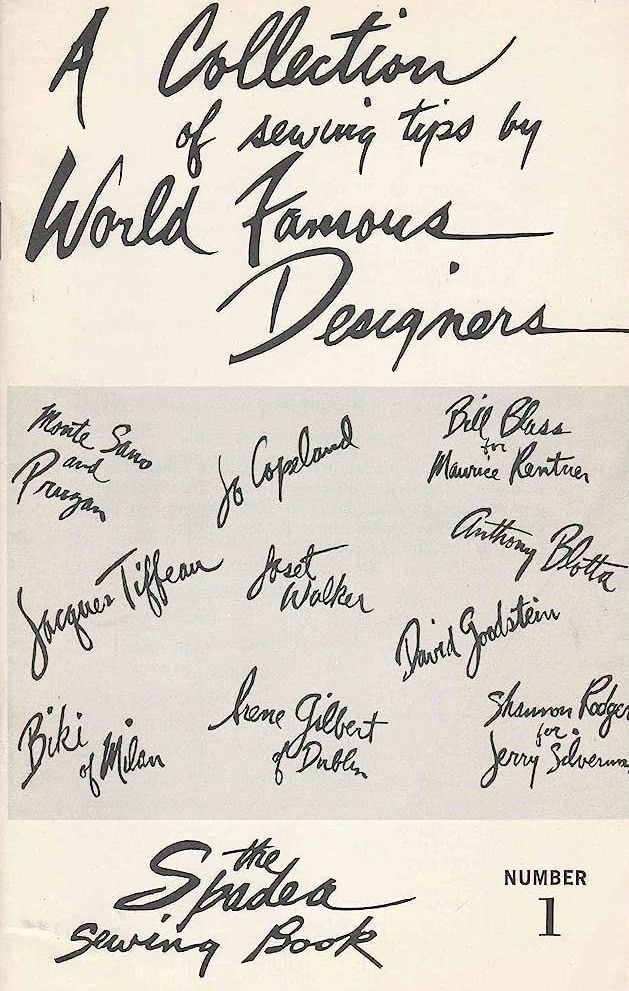 A Collection
of sewing tips by
World Famous
Designers
Monte Sano
and
Pruzan
Jo Copeland
Bill Blass
for
Maurice Rentner
Jacques Tiffeau
Joset
Walker
Anthony Blotta
David Goodstein
Biki
of Milan
Irene Gilbert
of Dublin
Shannon Rodger
for
Jerry Silverm
the
Spadea
Sewing Book
NUMBER
1